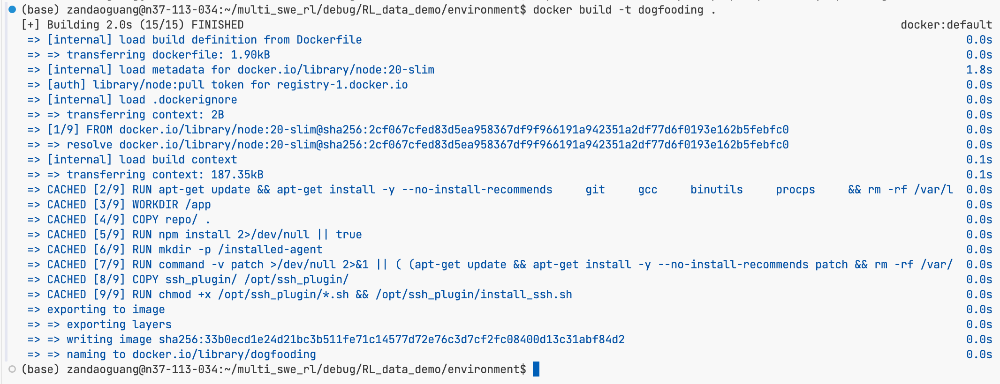 (base) zandaoguang@n37-113-034:~/multi_swe_rl/debug/RL_data_demo/environment$ docker build -t dogfooding .
[+] Building 2.0s (15/15) FINISHED docker:default
=> [internal] load build definition from Dockerfile 0.0s
=> => transferring dockerfile: 1.90kB 0.0s
=> [internal] load metadata for docker.io/library/node:20-slim 1.8s
=> [auth] library/node:pull token for registry-1.docker.io 0.0s
=> [internal] load .dockerignore 0.0s
=> => transferring context: 2B 0.0s
=> [1/9] FROM docker.io/library/node:20-slim@sha256:2cf067cfed83d5ea958367df9f966191a942351a2df77d6f0193e162b5febfc0 0.0s
=> => resolve docker.io/library/node:20-slim@sha256:2cf067cfed83d5ea958367df9f966191a942351a2df77d6f0193e162b5febfc0 0.0s
=> [internal] load build context 0.1s
=> => transferring context: 187.35kB 0.1s
=> CACHED [2/9] RUN apt-get update && apt-get install -y --no-install-recommends     git     gcc     binutils     procps     && rm -rf /var/l 0.0s
=> CACHED [3/9] WORKDIR /app 0.0s
=> CACHED [4/9] COPY repo/ . 0.0s
=> CACHED [5/9] RUN npm install 2>/dev/null || true 0.0s
=> CACHED [6/9] RUN mkdir -p /installed-agent 0.0s
=> CACHED [7/9] RUN command -v patch >/dev/null 2>&1 || ( (apt-get update && apt-get install -y --no-install-recommends patch && rm -rf /var/ 0.0s
=> CACHED [8/9] COPY ssh_plugin/ /opt/ssh_plugin/ 0.0s
=> CACHED [9/9] RUN chmod +x /opt/ssh_plugin/*.sh && /opt/ssh_plugin/install_ssh.sh 0.0s
=> exporting to image 0.0s
=> => exporting layers 0.0s
=> => writing image sha256:33b0ecd1e24d21bc3b511fe71c14577d72e76c3d7cf2fc08400d13c31abf84d2 0.0s
=> => naming to docker.io/library/dogfooding 0.0s
(base) zandaoguang@n37-113-034:~/multi_swe_rl/debug/RL_data_demo/environment$